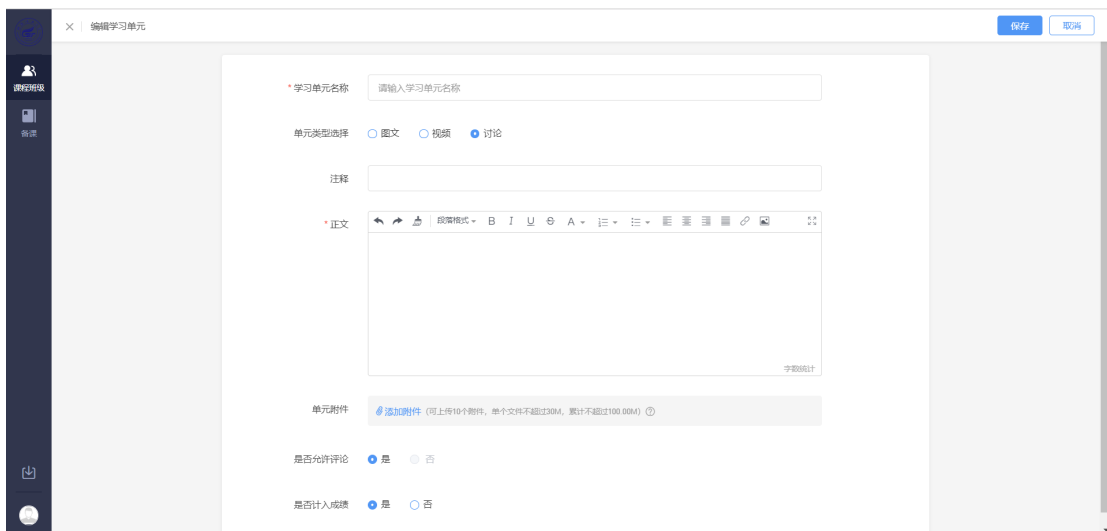 编辑学习单元
保存 取消
课程班级
备课
* 学习单元名称 请输入学习单元名称
单元类型选择 图文 视频 讨论
注释
* 正文 段落格式 B I U S A
字数统计
单元附件 添加附件 (可上传10个附件，单个文件不超过30M，累计不超过100.00M)
是否允许评论 是 否
是否计入成绩 是 否